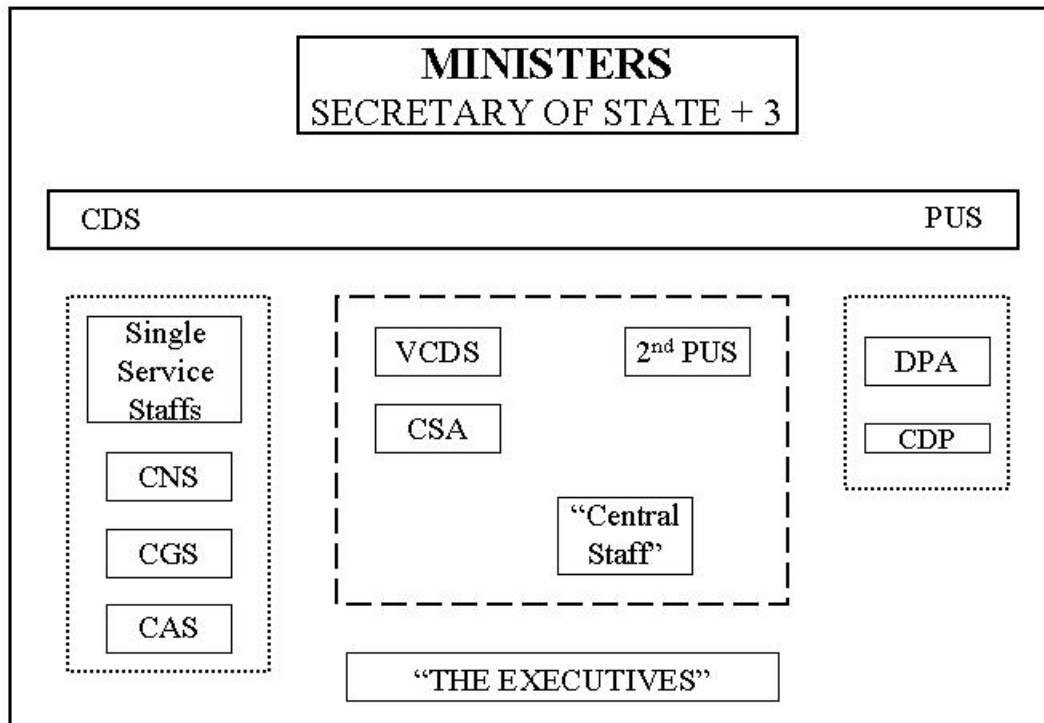 MINISTERS
SECRETARY OF STATE + 3
CDS
PUS
Single
Service
Staffs
CNS
CGS
CAS
VCDS
2nd PUS
CSA
“Central
Staff”
DPA
CDP
“THE EXECUTIVES”